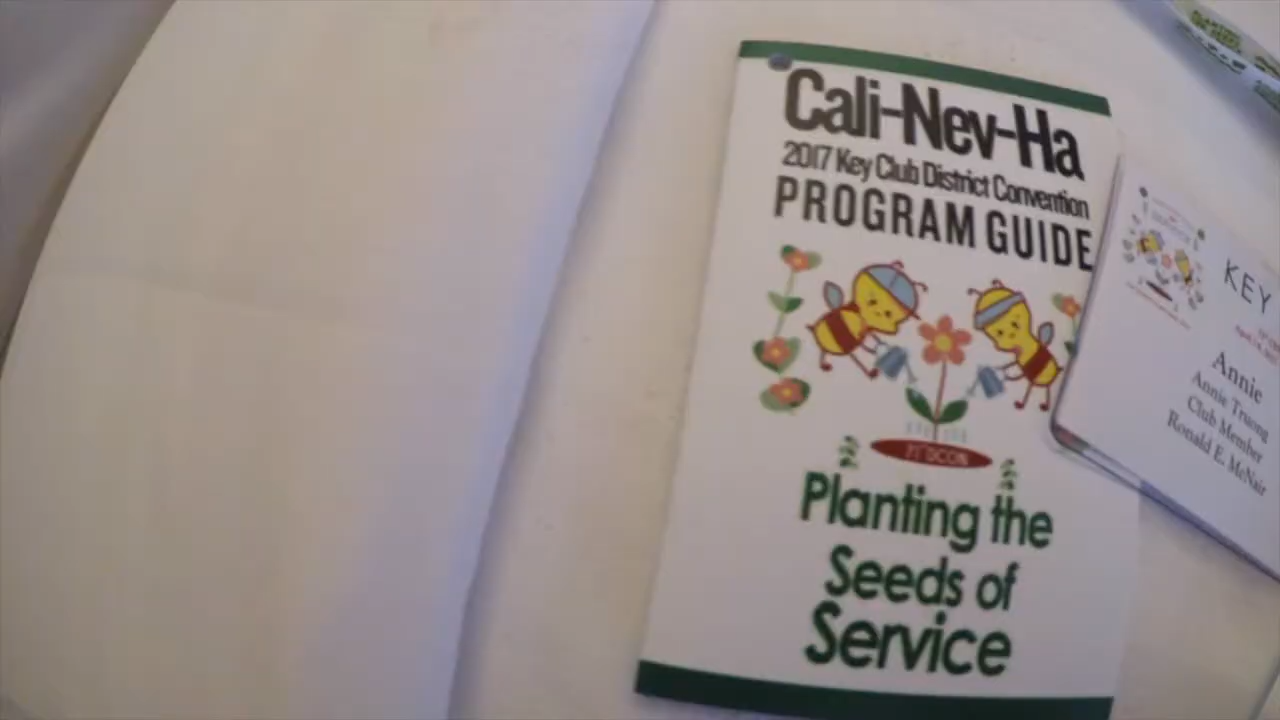 Cali-Nev-Ha
2017 Key Club District Convention
PROGRAM GUIDE
Planting the
Seeds of
Service
KEY
Annie
Annie Truong
Club Member
Ronald E. McNair